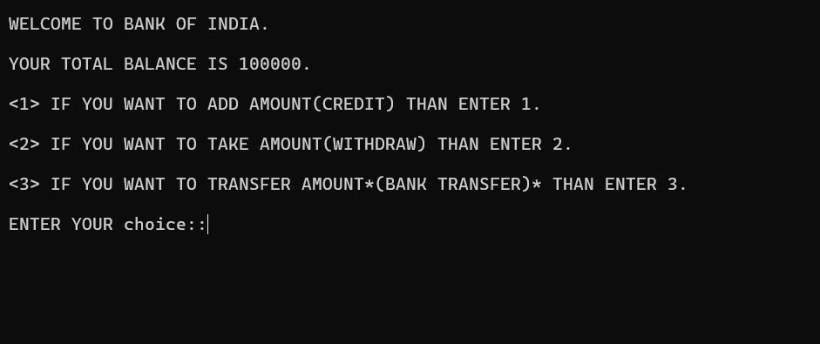 WELCOME TO BANK OF INDIA.
YOUR TOTAL BALANCE IS 100000.
<1> IF YOU WANT TO ADD AMOUNT(CREDIT) THAN ENTER 1.
<2> IF YOU WANT TO TAKE AMOUNT(WITHDRAW) THAN ENTER 2.
<3> IF YOU WANT TO TRANSFER AMOUNT*(BANK TRANSFER)* THAN ENTER 3.
ENTER YOUR choice::